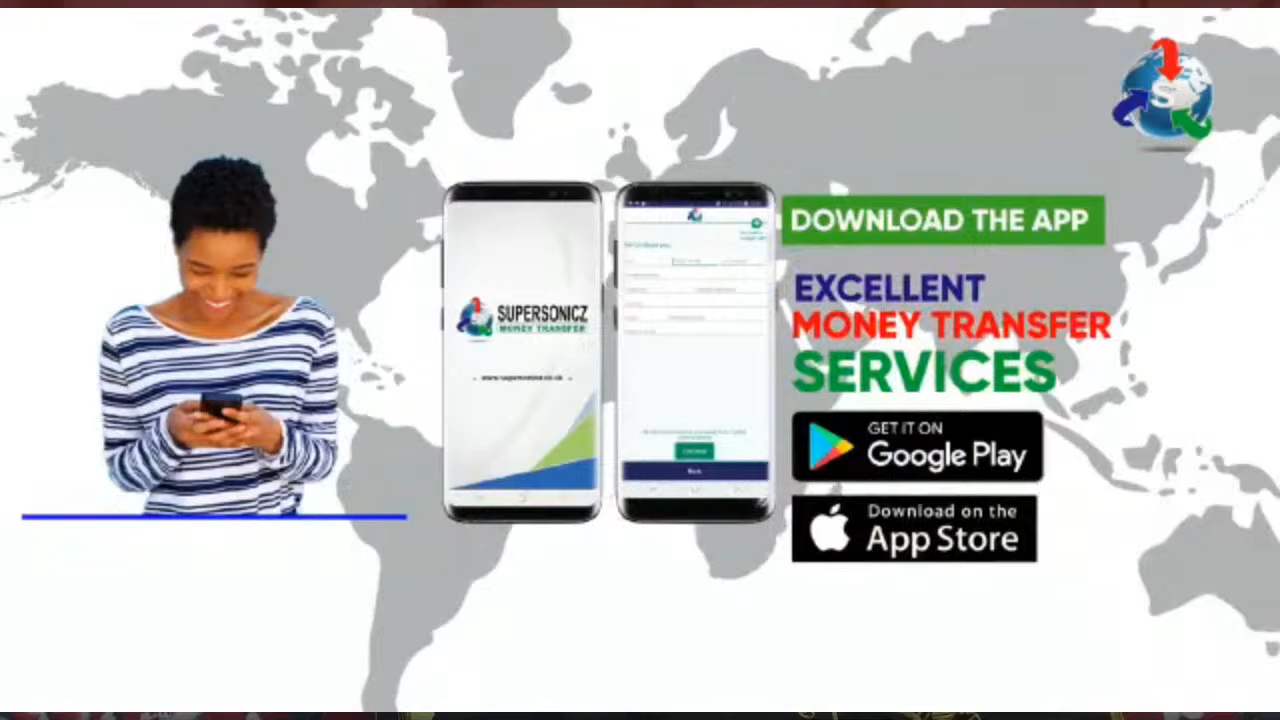 SUPERSONICZ
MONEY TRANSFER
DOWNLOAD THE APP
EXCELLENT
MONEY TRANSFER
SERVICES
GET IT ON
Google Play
Download on the
App Store